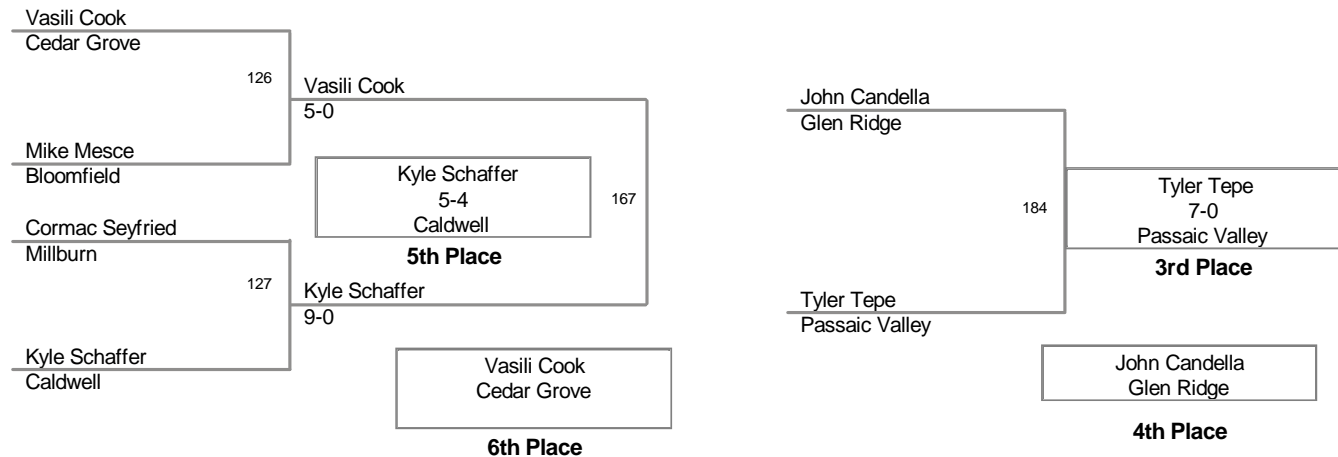 Vasili Cook
Cedar Grove
126
Vasili Cook
5-0
Mike Mesce
Bloomfield
Kyle Schaffer
5-4
Caldwell
5th Place
167
Cormac Seyfried
Millburn
127
Kyle Schaffer
9-0
Kyle Schaffer
Caldwell
Vasili Cook
Cedar Grove
6th Place
John Candella
Glen Ridge
184
Tyler Tepe
7-0
Passaic Valley
3rd Place
Tyler Tepe
Passaic Valley
John Candella
Glen Ridge
4th Place